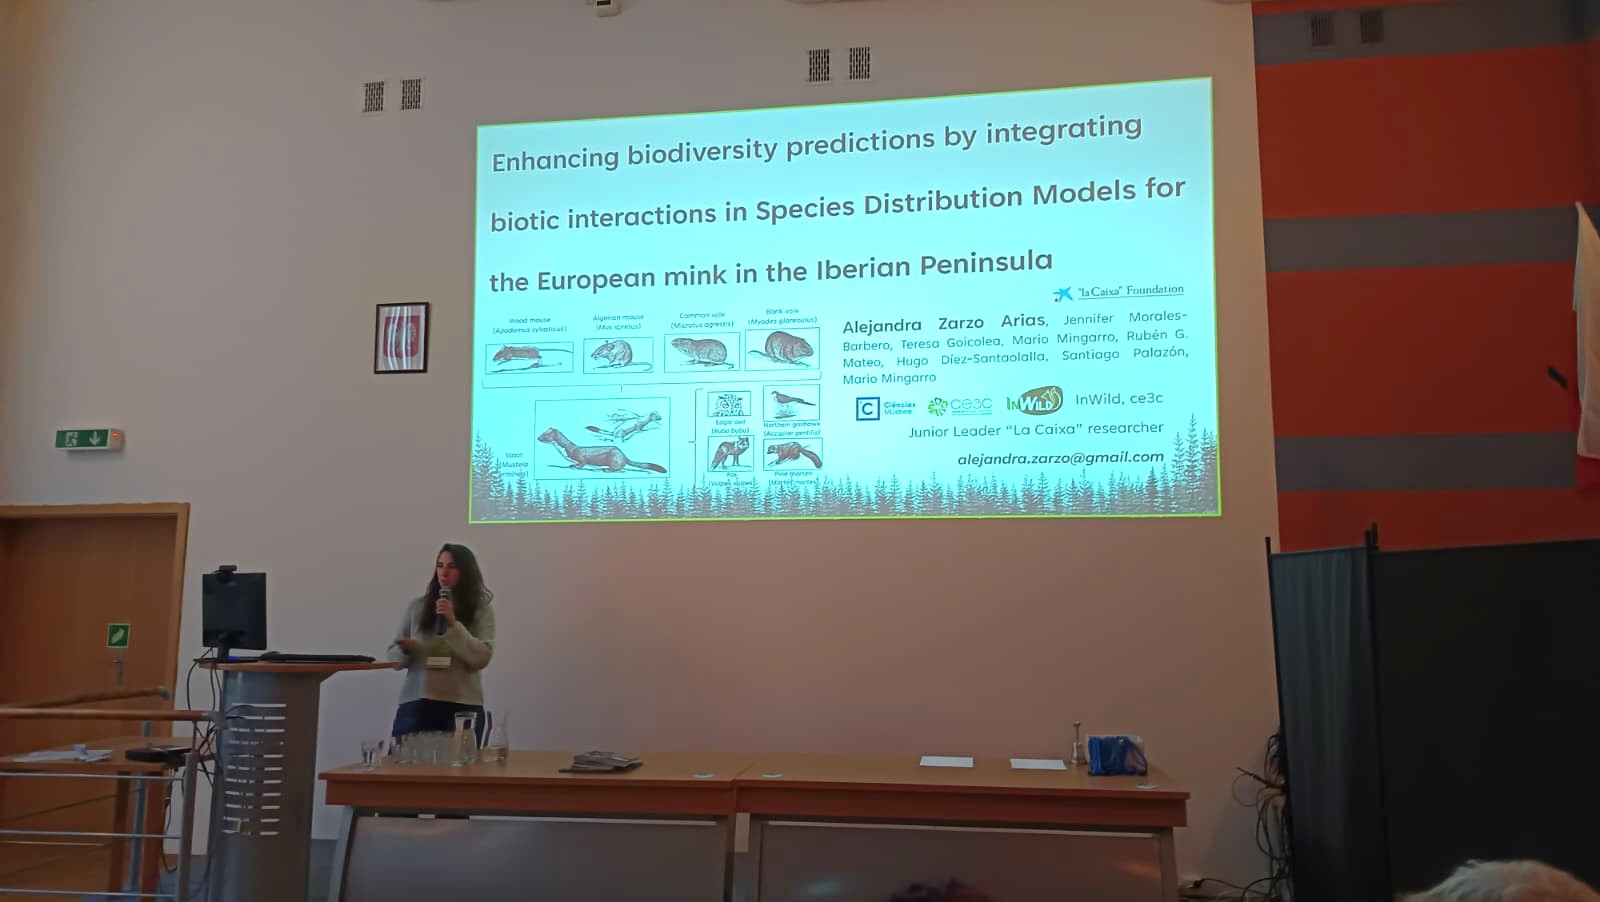 Enhancing biodiversity predictions by integrating
biotic interactions in Species Distribution Models for
the European mink in the Iberian Peninsula
"la Caixa" Foundation
Wood mouse
(Apodemus sylvaticus)
Algerian mouse
(Mus spretus)
Common vole
(Microtus agrestis)
Bank vole
(Myodes glareolus)
Alejandra Zarzo Arias, Jennifer Morales-
Barbero, Teresa Goicolea, Mario Mingarro, Rubén G.
Mateo, Hugo Díez-Santaolalla, Santiago Palazón,
Mario Mingarro
C Ciências
ULisboa
ce3c
InWild
InWild, ce3c
Junior Leader "La Caixa" researcher
alejandra.zarzo@gmail.com
Eagle owl
(Bubo bubo)
Northern goshawk
(Accipiter gentilis)
Stoat
(Mustela
erminea)
Fox
(Vulpes vulpes)
Pine marten
(Martes martes)